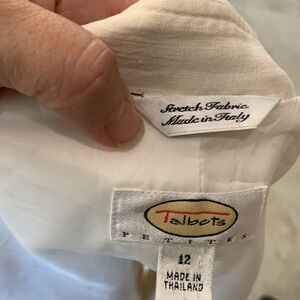 Stretch Fabric
Made in Italy
Talbots
PETITES
12
MADE IN
THAILAND